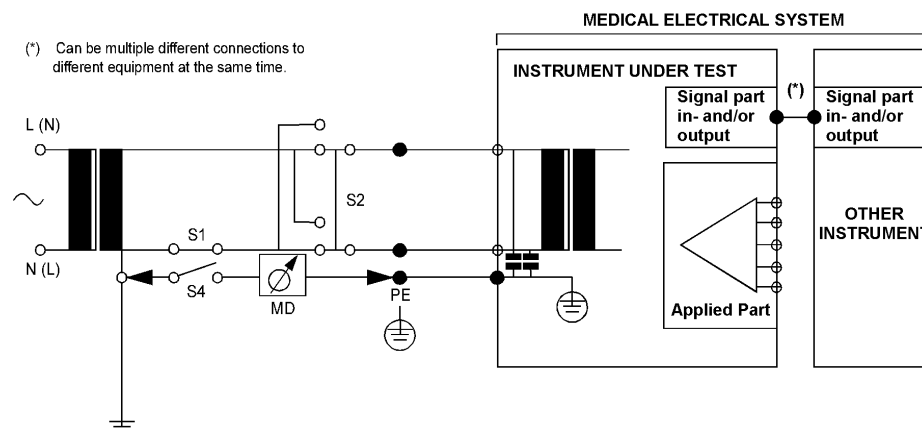 MEDICAL ELECTRICAL SYSTEM
(*) Can be multiple different connections to
different equipment at the same time.
INSTRUMENT UNDER TEST
Signal part
in- and/or
output
(*)
Signal part
in- and/or
output
L (N)
S2
S1
OTHER
INSTRUMENT
N (L)
S4
MD
PE
Applied Part